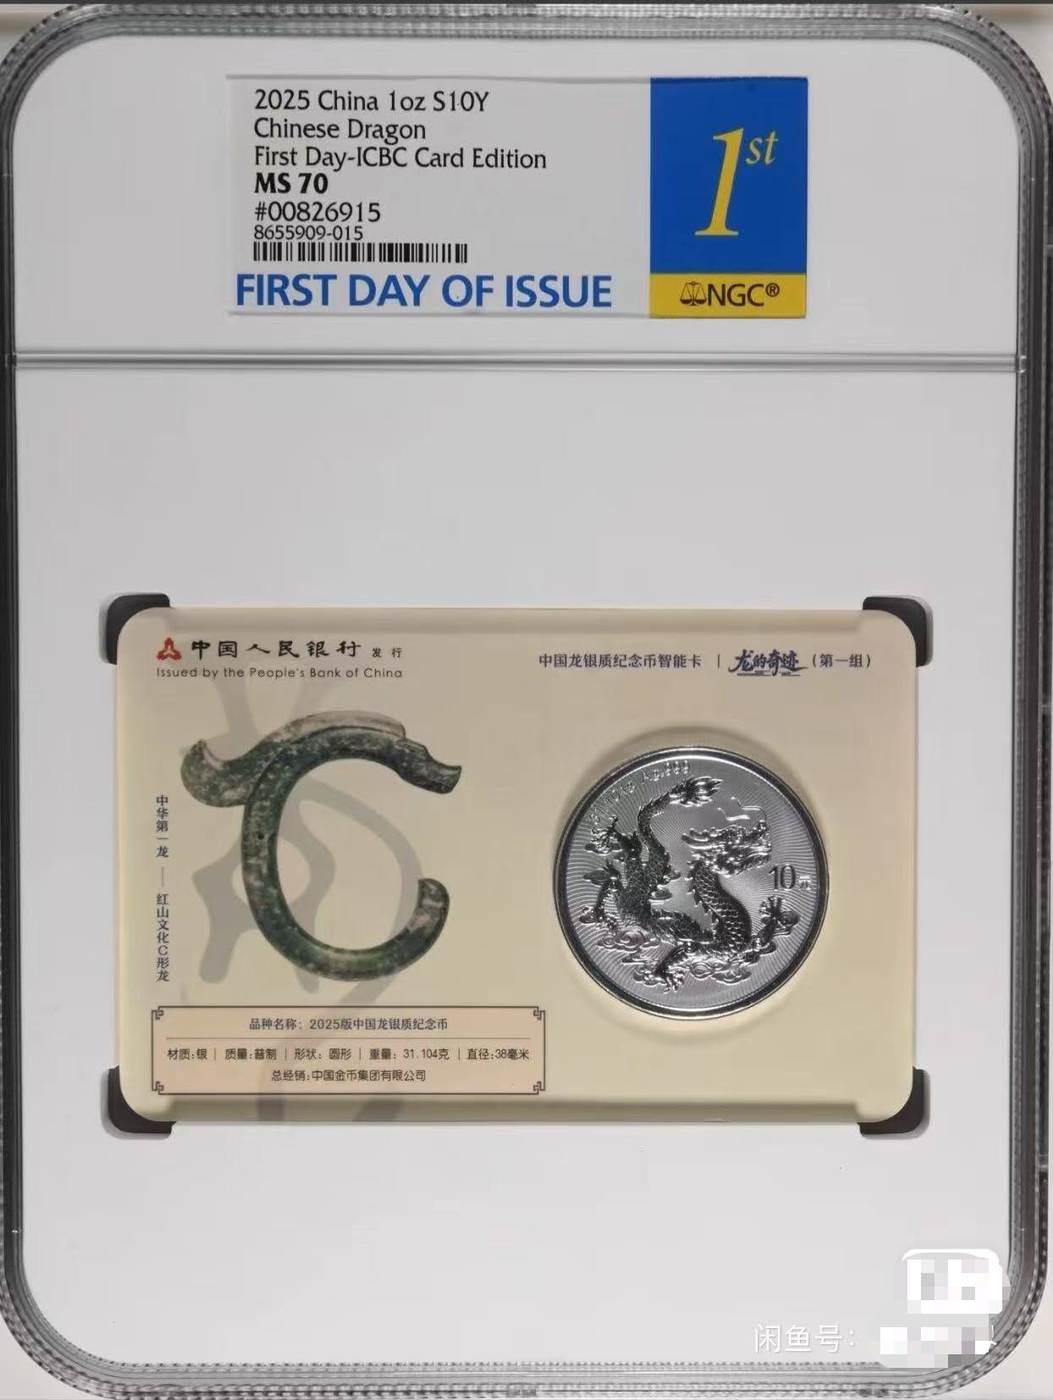 2025 China 1oz S10Y
Chinese Dragon
First Day-ICBC Card Edition
MS 70
#00826915
8655909-015
FIRST DAY OF ISSUE
1st
NGC®
中国人民银行 发行
Issued by the People's Bank of China
中国龙银质纪念币智能卡 | 龙的奇迹 (第一组)
中华第一龙 —— 红山文化C形龙
Ag.999
10元
品种名称：2025版中国龙银质纪念币
材质:银 | 质量:普制 | 形状: 圆形 | 重量: 31.104克 | 直径:38毫米
总经销:中国金币集团有限公司
闲鱼号：